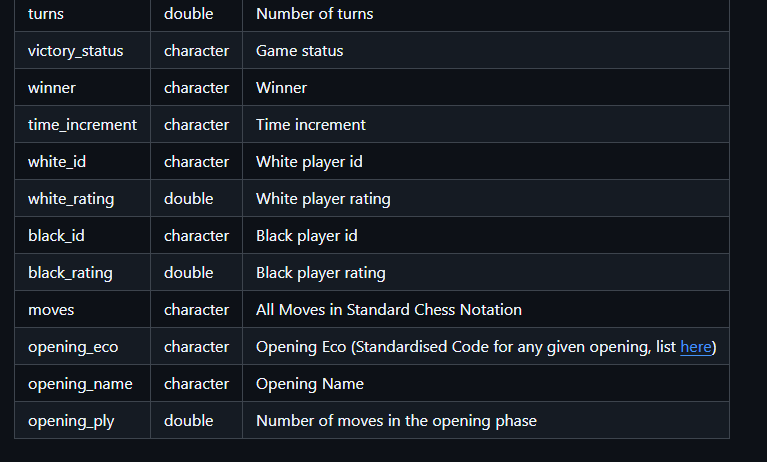 turns double Number of turns
victory_status character Game status
winner character Winner
time_increment character Time increment
white_id character White player id
white_rating double White player rating
black_id character Black player id
black_rating double Black player rating
moves character All Moves in Standard Chess Notation
opening_eco character Opening Eco (Standardised Code for any given opening, list here)
opening_name character Opening Name
opening_ply double Number of moves in the opening phase